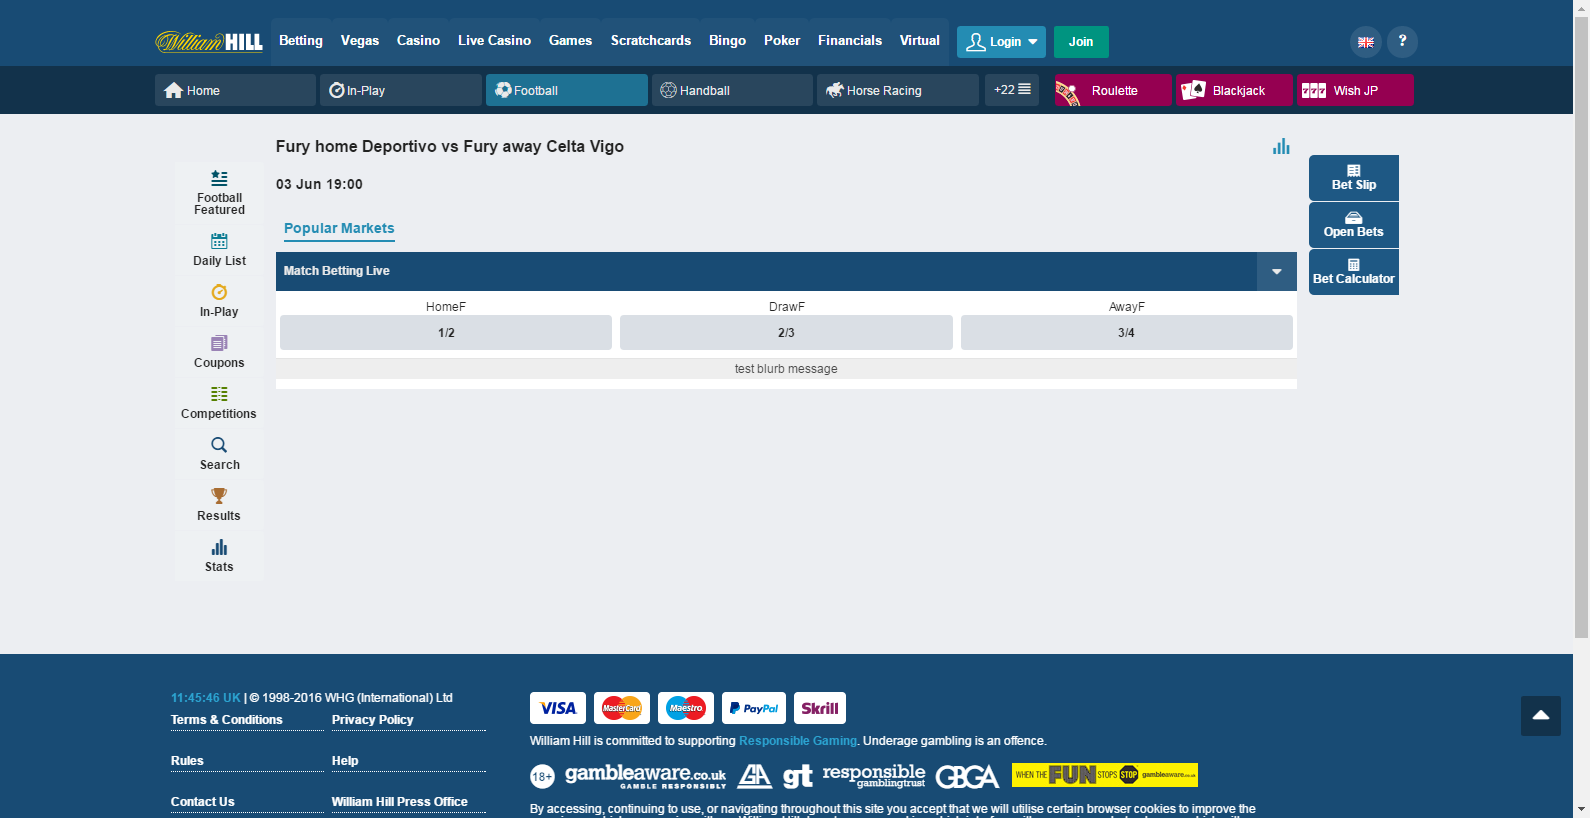 William HILL
Betting Vegas Casino Live Casino Games Scratchcards Bingo Poker Financials Virtual Login Join ?
Home In-Play Football Handball Horse Racing +22 Roulette Blackjack Wish JP
Fury home Deportivo vs Fury away Celta Vigo
03 Jun 19:00
Popular Markets
Match Betting Live
HomeF DrawF AwayF
1/2 2/3 3/4
test blurb message
Football
Featured
Daily List
In-Play
Coupons
Competitions
Search
Results
Stats
Bet Slip
Open Bets
Bet Calculator
11:45:46 UK | © 1998-2016 WHG (International) Ltd
Terms & Conditions Privacy Policy
Rules Help
Contact Us William Hill Press Office
VISA MasterCard Maestro PayPal Skrill
William Hill is committed to supporting Responsible Gaming. Underage gambling is an offence.
18+ gambleaware.co.uk GAMBLE RESPONSIBLY GA gt responsible gamblingtrust GBGA WHEN THE FUN STOPS STOP gambleaware.co.uk
By accessing, continuing to use, or navigating throughout this site you accept that we will utilise certain browser cookies to improve the